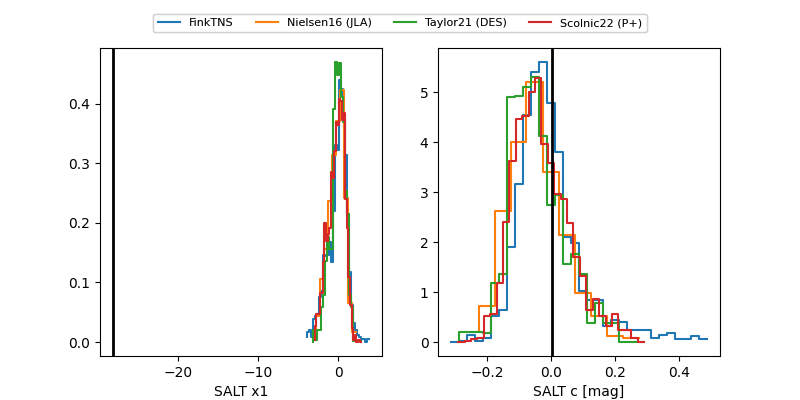 FinkTNS Nielsen16 (JLA) Taylor21 (DES) Scolnic22 (P+)
0.4
0.3
0.2
0.1
0.0
−20 −10 0
SALT x1
5
4
3
2
1
0
−0.2 0.0 0.2 0.4
SALT c [mag]